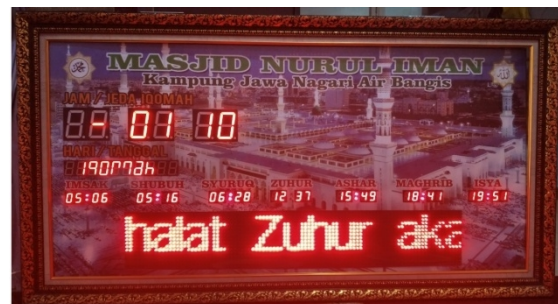 MASJID NURUL IMAN
Kampung Jawa Nagari Air Bangis
JAM / JEDA IQOMAH
- 01 10
HARI / TANGGAL
IMSAK SHUBUH SYURUQ ZUHUR ASHAR MAGHRIB ISYA
05:06 05:16 06:28 12 37 15:49 18:41 19:51
halat Zuhur aka